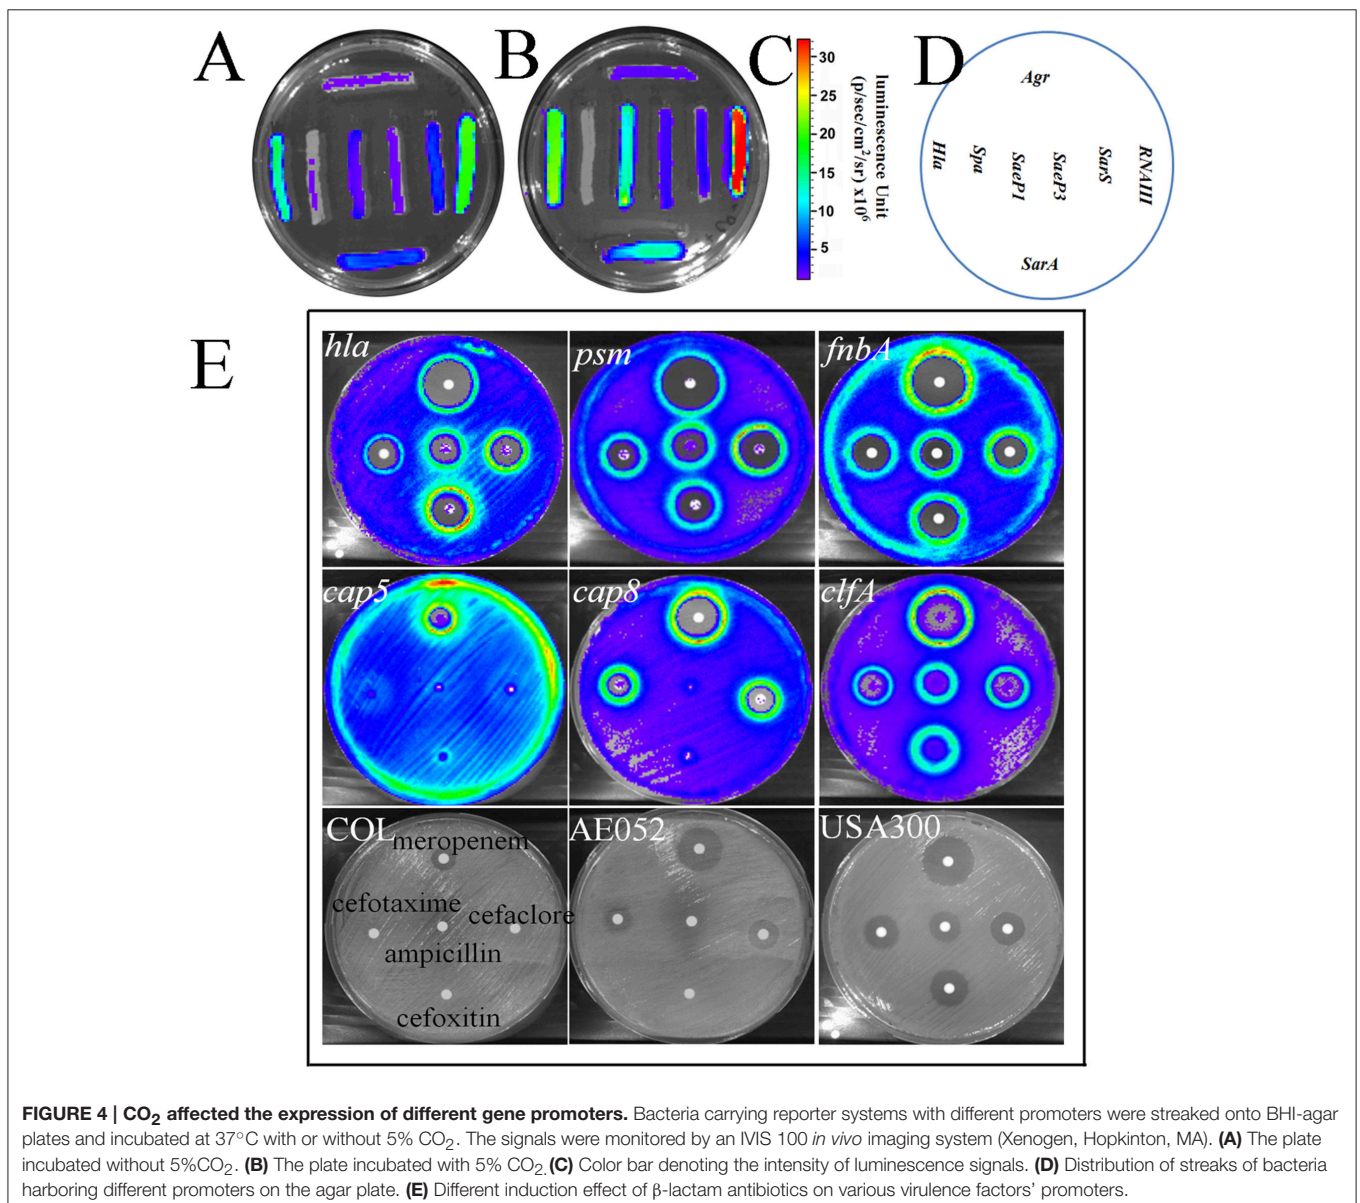 A
B
C
30
25
20
15
10
5
luminescence Unit
(p/sec/cm²/sr) x10⁶
D
Agr
Hla
Spa
SaeP1
SaeP3
SarS
RNAIII
SarA
E
hla
psm
fnbA
cap5
cap8
clfA
COL
meropenem
cefotaxime
cefaclore
ampicillin
cefoxitin
AE052
USA300
FIGURE 4 | CO₂ affected the expression of different gene promoters. Bacteria carrying reporter systems with different promoters were streaked onto BHI-agar
plates and incubated at 37°C with or without 5% CO₂. The signals were monitored by an IVIS 100 in vivo imaging system (Xenogen, Hopkinton, MA). (A) The plate
incubated without 5%CO₂. (B) The plate incubated with 5% CO₂.(C) Color bar denoting the intensity of luminescence signals. (D) Distribution of streaks of bacteria
harboring different promoters on the agar plate. (E) Different induction effect of β-lactam antibiotics on various virulence factors' promoters.